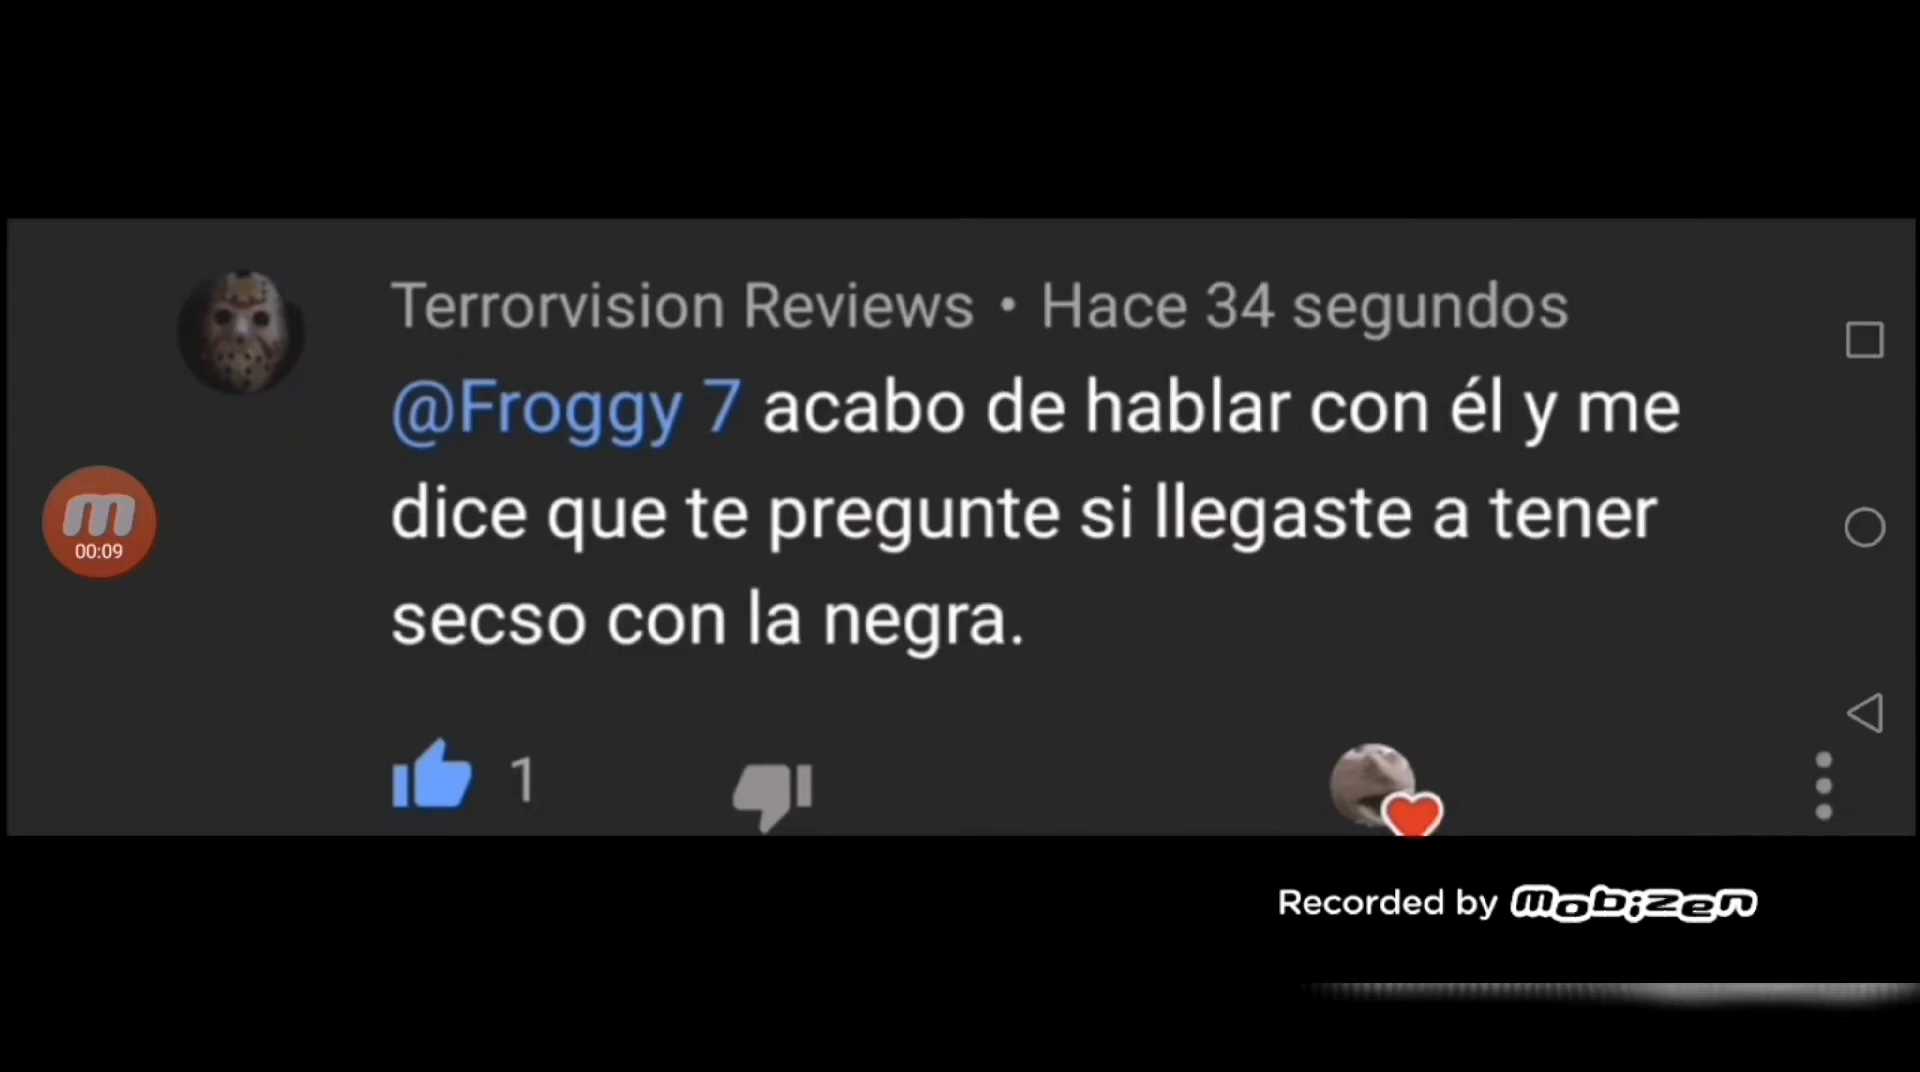 Terrorvision Reviews • Hace 34 segundos
@Froggy 7 acabo de hablar con él y me
dice que te pregunte si llegaste a tener
secso con la negra.
m
00:09
1
Recorded by mobizen